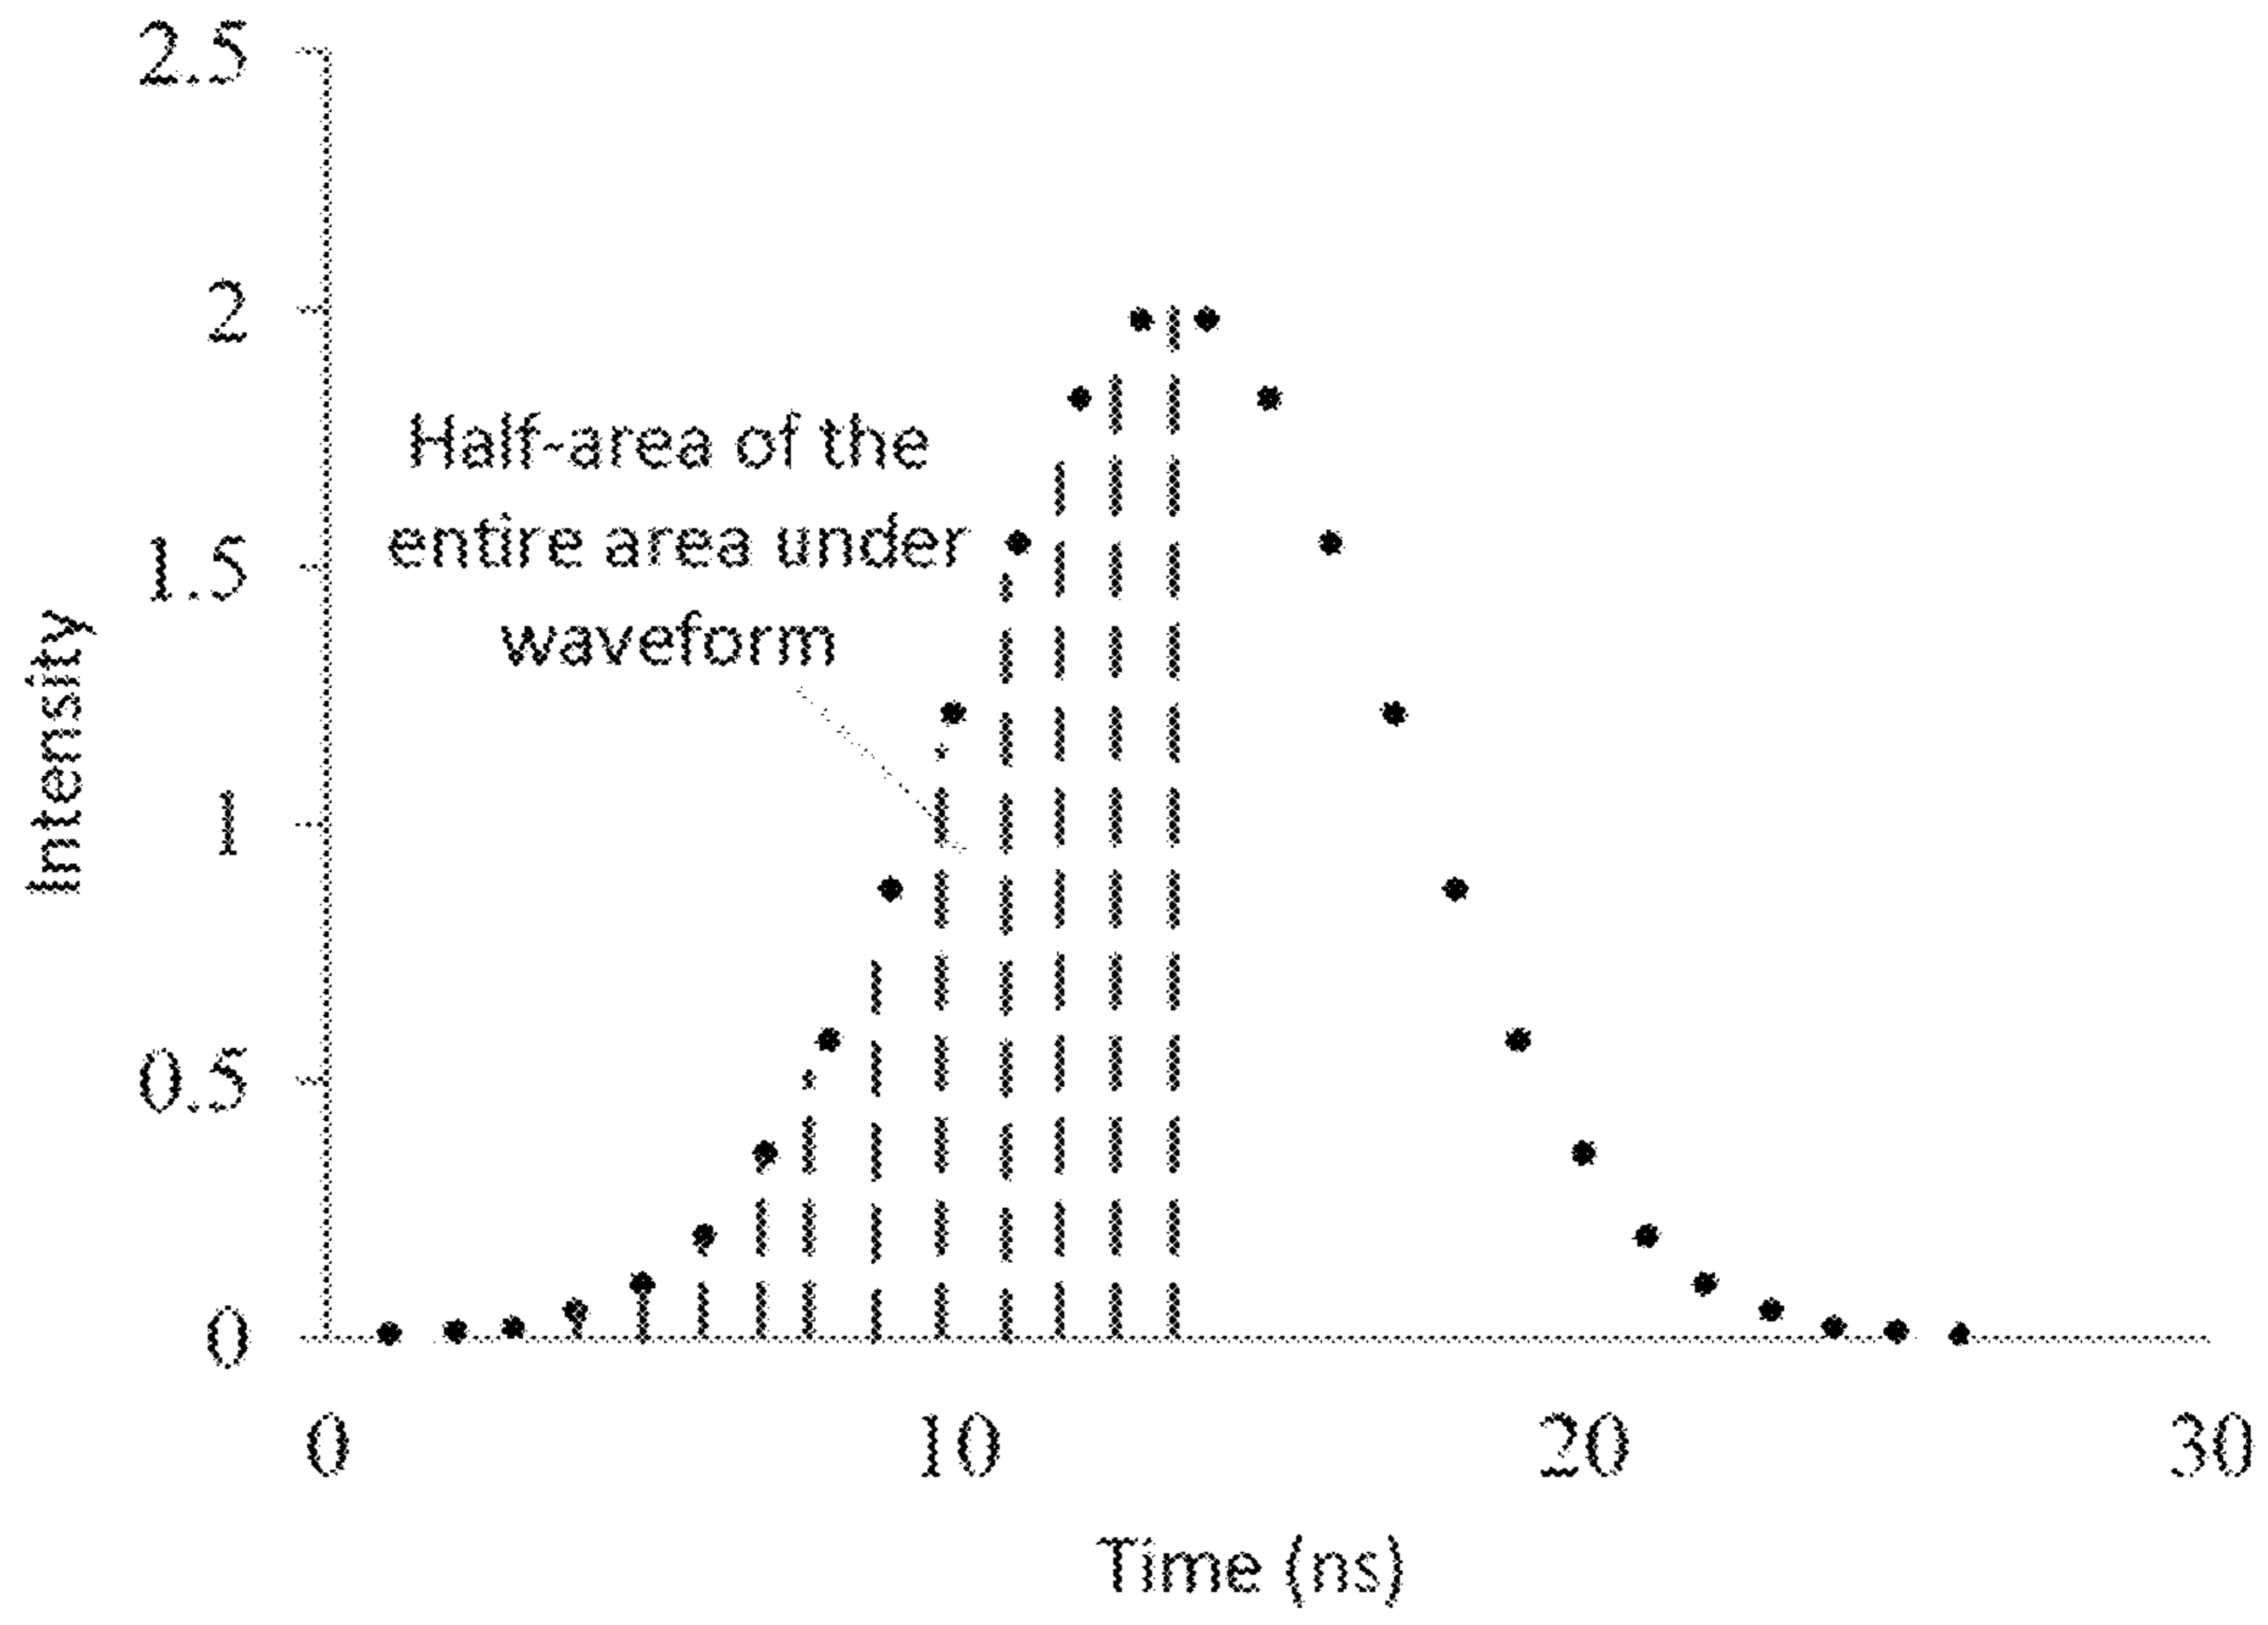 2.5
2
1.5
1
0.5
0
Intensity
Half-area of the
entire area under
waveform
0
10
20
30
Time (ns)